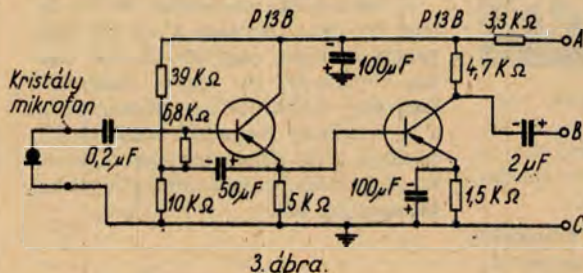 P13B P13B 3,3 KΩ A
39 KΩ 100µF 4,7 KΩ
Kristály
mikrofon
6,8 KΩ
0,2µF 50µF 100µF 2µF B
10 KΩ 5 KΩ 1,5 KΩ
C
3. ábra.